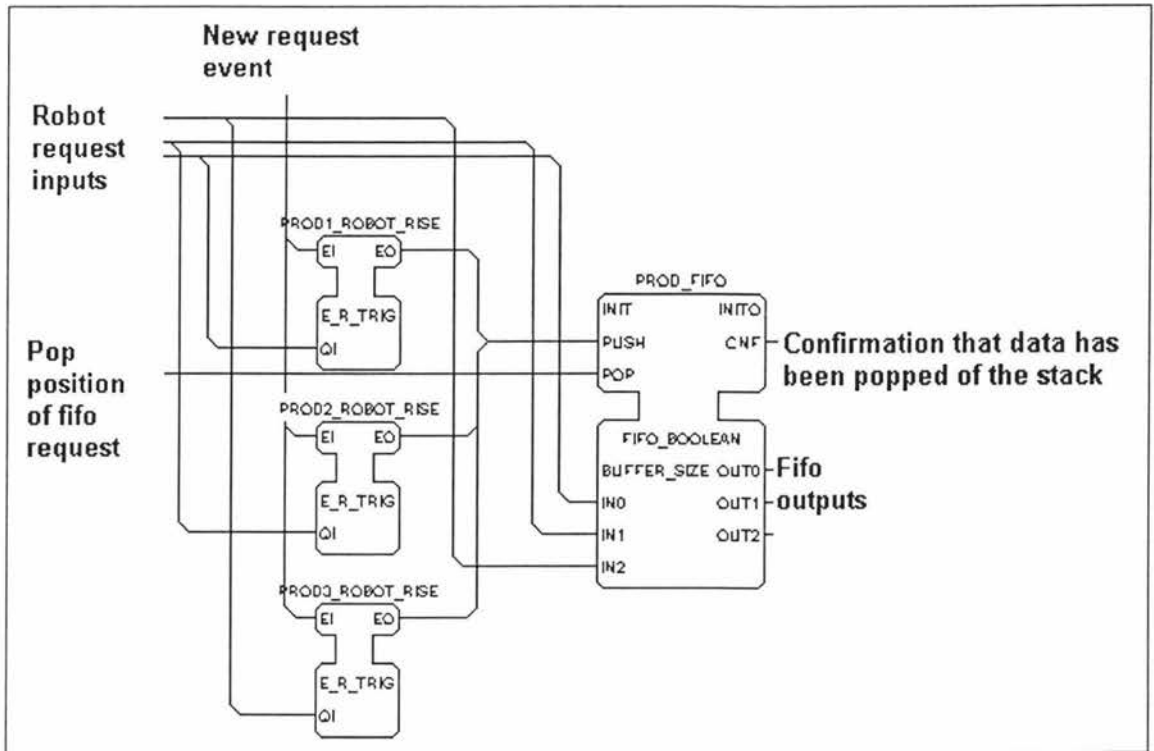 New request
event
Robot
request
inputs
PROD1_ROBOT_RISE
EI EO
E_R_TRIG
QI
Pop
position
of fifo
request
PROD2_ROBOT_RISE
EI EO
E_R_TRIG
QI
PROD3_ROBOT_RISE
EI EO
E_R_TRIG
QI
PROD_FIFO
INIT INITO
PUSH CNF
POP
Confirmation that data has
been popped of the stack
FIFO_BOOLEAN
BUFFER_SIZE OUT0
IN0 OUT1
IN1 OUT2
IN2
Fifo
outputs